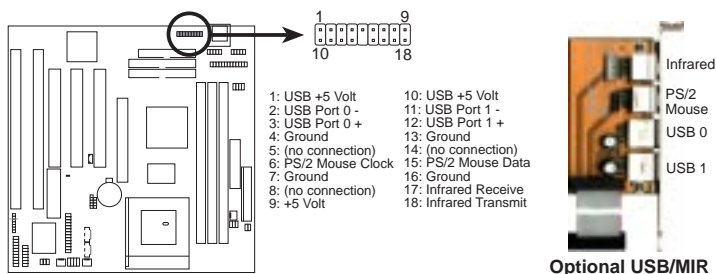 1 9
10 18
1: USB +5 Volt
2: USB Port 0 -
3: USB Port 0 +
4: Ground
5: (no connection)
6: PS/2 Mouse Clock
7: Ground
8: (no connection)
9: +5 Volt
10: USB +5 Volt
11: USB Port 1 -
12: USB Port 1 +
13: Ground
14: (no connection)
15: PS/2 Mouse Data
16: Ground
17: Infrared Receive
18: Infrared Transmit
Infrared
PS/2
Mouse
USB 0
USB 1
Optional USB/MIR